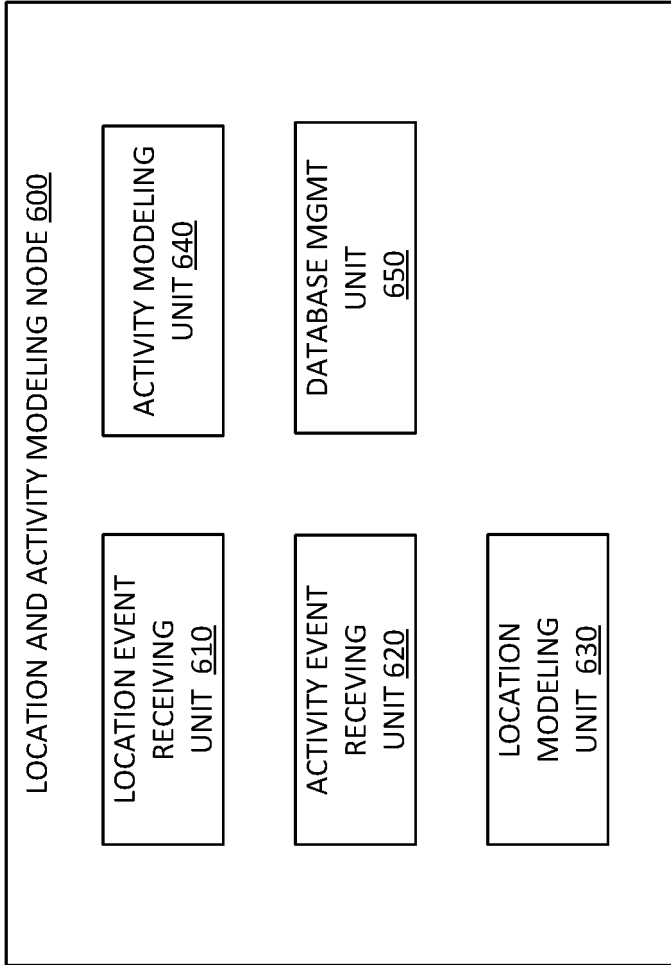 LOCATION AND ACTIVITY MODELING NODE 600
LOCATION EVENT
RECEIVING
UNIT 610
ACTIVITY EVENT
RECEVING
UNIT 620
LOCATION
MODELING
UNIT 630
ACTIVITY MODELING
UNIT 640
DATABASE MGMT
UNIT
650